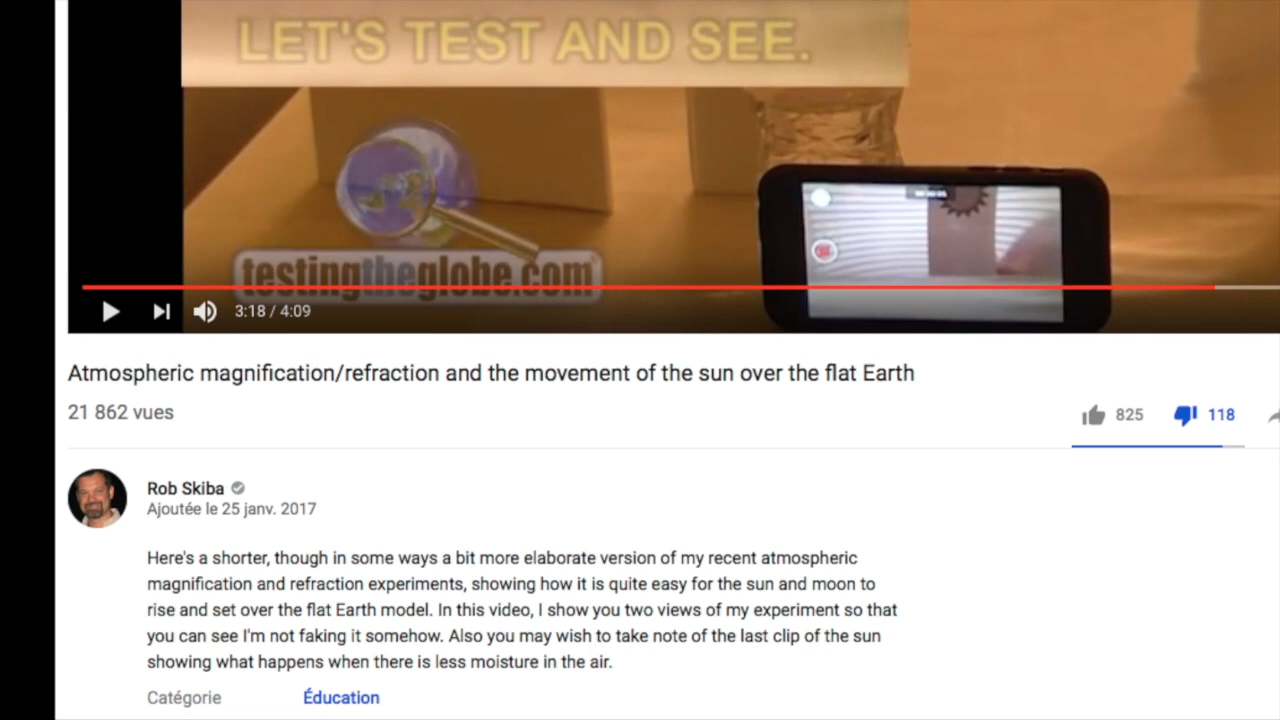 LET'S TEST AND SEE.
testingtheglobe.com
3:18 / 4:09
Atmospheric magnification/refraction and the movement of the sun over the flat Earth
21 862 vues
825 118
Rob Skiba
Ajoutée le 25 janv. 2017
Here's a shorter, though in some ways a bit more elaborate version of my recent atmospheric
magnification and refraction experiments, showing how it is quite easy for the sun and moon to
rise and set over the flat Earth model. In this video, I show you two views of my experiment so that
you can see I'm not faking it somehow. Also you may wish to take note of the last clip of the sun
showing what happens when there is less moisture in the air.
Catégorie Éducation